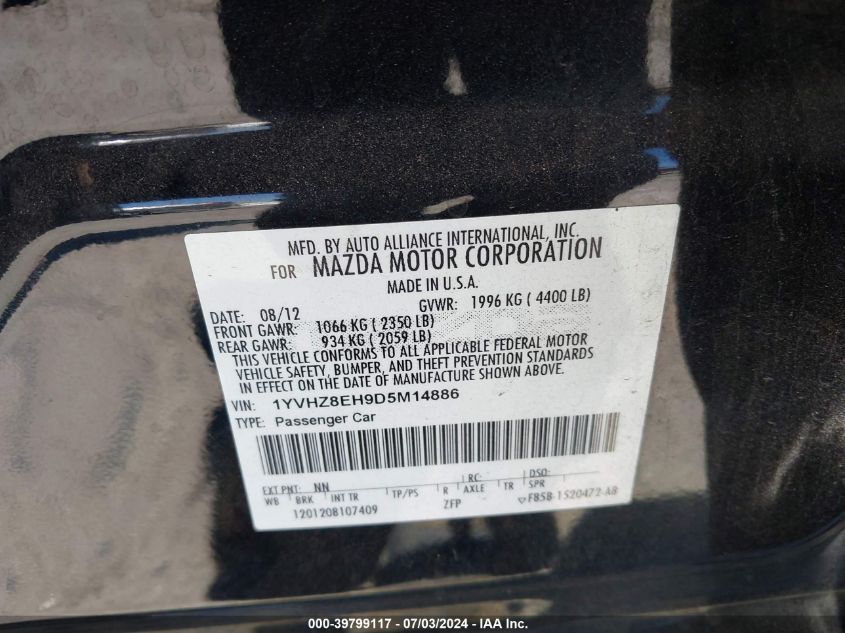 MFD. BY AUTO ALLIANCE INTERNATIONAL, INC.
FOR MAZDA MOTOR CORPORATION
MADE IN U.S.A.
DATE: 08/12 GVWR: 1996 KG ( 4400 LB)
FRONT GAWR: 1066 KG ( 2350 LB)
REAR GAWR: 934 KG ( 2059 LB)
THIS VEHICLE CONFORMS TO ALL APPLICABLE FEDERAL MOTOR
VEHICLE SAFETY, BUMPER, AND THEFT PREVENTION STANDARDS
IN EFFECT ON THE DATE OF MANUFACTURE SHOWN ABOVE.
VIN: 1YVHZ8EH9D5M14886
TYPE: Passenger Car
EXT PNT: NN RC: DSO:
WB BRK INT TR TP/PS R AXLE TR SPR
1201208107409 ZFP F85B-1520472-AB
000-39799117 - 07/03/2024 - IAA Inc.